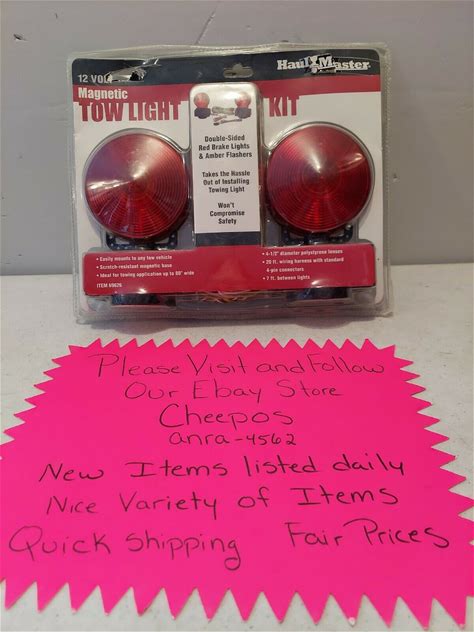 Haul Master
12 VOLT
Magnetic
TOW LIGHT KIT
Double-Sided
Red Brake Lights
& Amber Flashers
Takes the Hassle
Out of Installing
Towing Light
Won't
Compromise
Safety
• Easily mounts to any tow vehicle
• Scratch-resistant magnetic base
• Ideal for towing application up to 80" wide
ITEM 65626
• 4-1/2" diameter polystyrene lenses
• 20 ft. wiring harness with standard
4-pin connectors
• 7 ft. between lights
Please Visit and Follow
Our Ebay Store
Cheepos
anra-4562
New Items listed daily
Nice Variety of Items
Quick Shipping Fair Prices